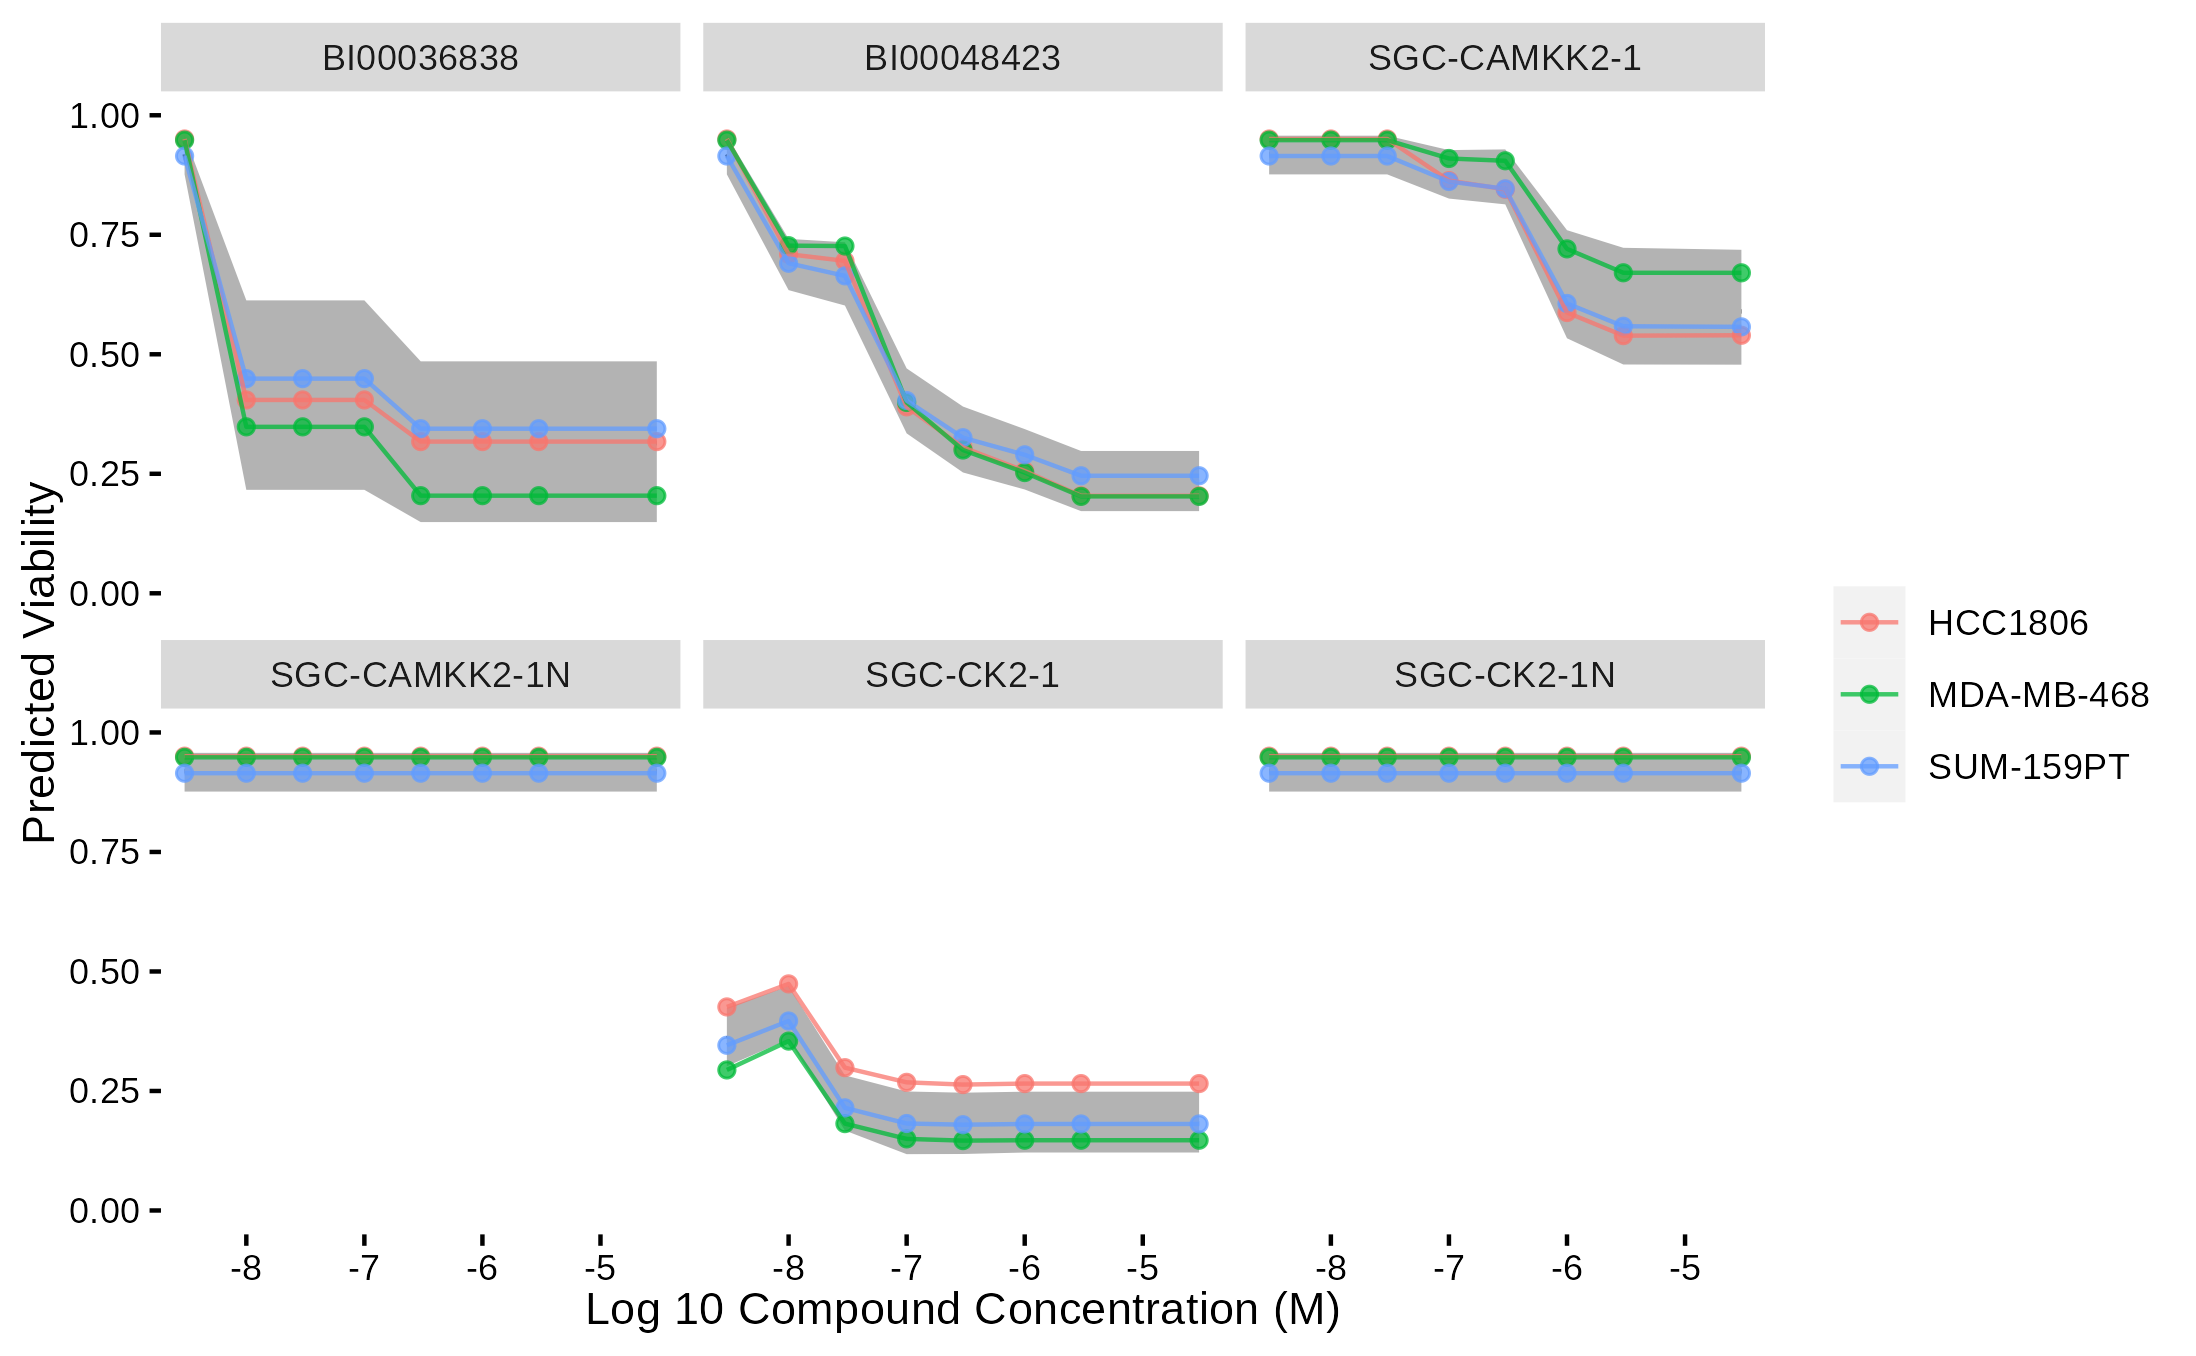 BI00036838
BI00048423
SGC-CAMKK2-1
1.00
0.75
0.50
0.25
0.00
SGC-CAMKK2-1N
SGC-CK2-1
SGC-CK2-1N
1.00
0.75
0.50
0.25
0.00
-8 -7 -6 -5
-8 -7 -6 -5
-8 -7 -6 -5
Predicted Viability
Log 10 Compound Concentration (M)
HCC1806
MDA-MB-468
SUM-159PT